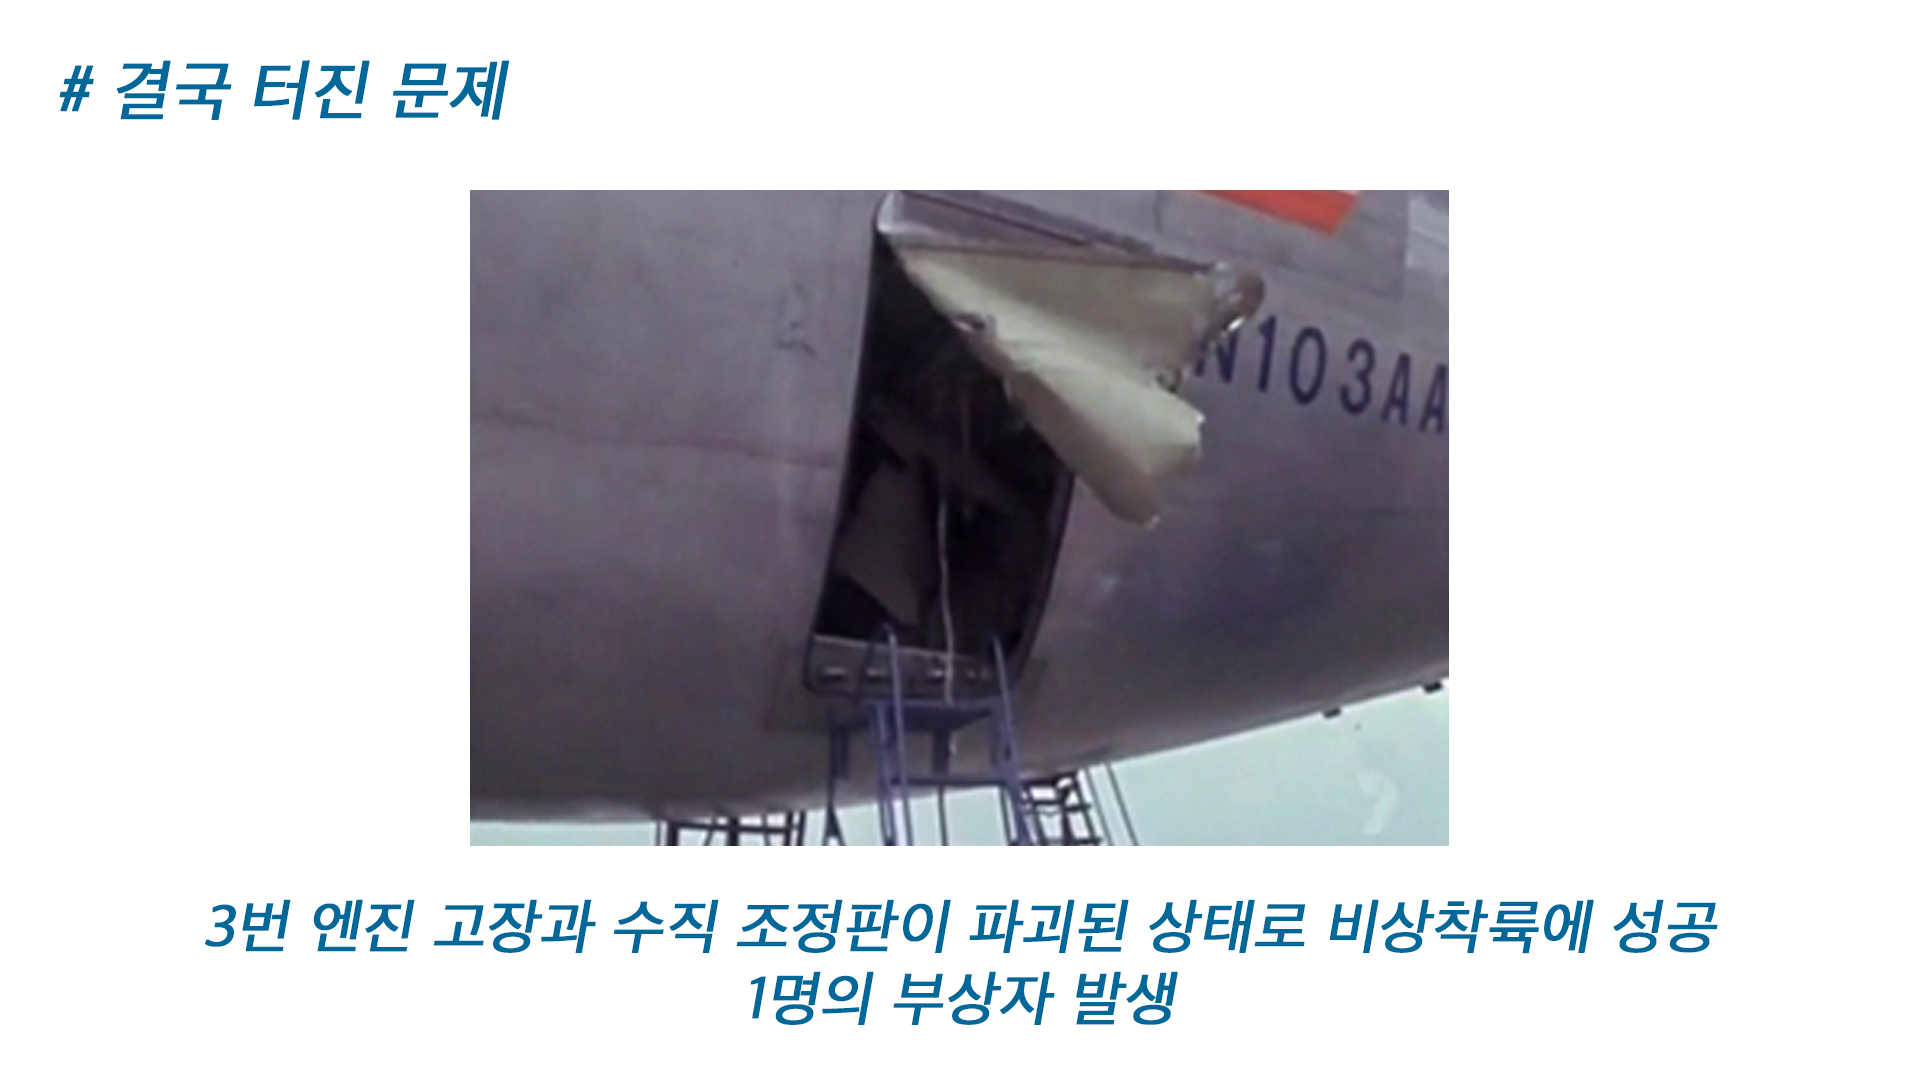 # 결국 터진 문제
N103AA
3번 엔진 고장과 수직 조정판이 파괴된 상태로 비상착륙에 성공
1명의 부상자 발생